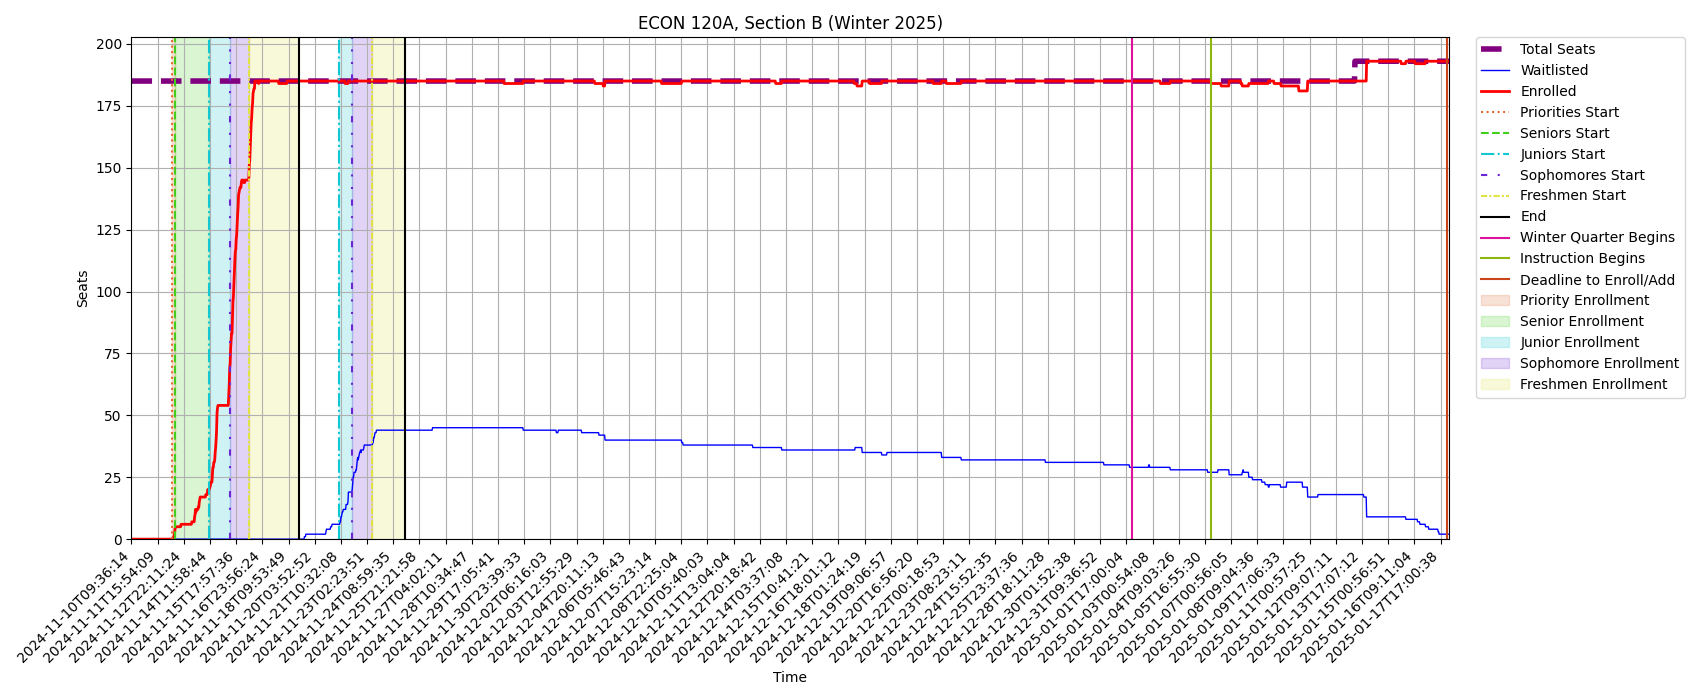 ECON 120A, Section B (Winter 2025)
Seats
200
175
150
125
100
75
50
25
0
2024-11-10T09:36:14
2024-11-11T15:54:09
2024-11-12T22:11:24
2024-11-14T11:58:44
2024-11-15T17:57:36
2024-11-16T23:56:24
2024-11-18T09:53:49
2024-11-20T03:52:52
2024-11-21T10:32:08
2024-11-23T02:23:51
2024-11-24T08:59:35
2024-11-25T21:21:58
2024-11-27T04:02:11
2024-11-28T10:34:47
2024-11-29T17:05:41
2024-11-30T23:39:33
2024-12-02T06:16:03
2024-12-03T12:55:29
2024-12-04T20:11:13
2024-12-06T05:46:43
2024-12-07T15:23:14
2024-12-08T22:25:04
2024-12-10T05:40:03
2024-12-11T13:04:04
2024-12-12T20:18:42
2024-12-14T03:37:08
2024-12-15T10:41:21
2024-12-16T18:01:12
2024-12-18T01:24:19
2024-12-19T09:06:57
2024-12-20T16:56:20
2024-12-22T00:18:53
2024-12-23T08:23:11
2024-12-24T15:52:35
2024-12-25T23:37:36
2024-12-28T18:11:28
2024-12-30T01:52:38
2024-12-31T09:36:52
2025-01-01T17:00:04
2025-01-03T00:54:08
2025-01-04T09:03:26
2025-01-05T16:55:30
2025-01-07T00:56:05
2025-01-08T09:04:36
2025-01-09T17:06:33
2025-01-11T00:57:25
2025-01-12T09:07:11
2025-01-13T17:07:12
2025-01-15T00:56:51
2025-01-16T09:11:04
2025-01-17T17:00:38
Time
Total Seats
Waitlisted
Enrolled
Priorities Start
Seniors Start
Juniors Start
Sophomores Start
Freshmen Start
End
Winter Quarter Begins
Instruction Begins
Deadline to Enroll/Add
Priority Enrollment
Senior Enrollment
Junior Enrollment
Sophomore Enrollment
Freshmen Enrollment